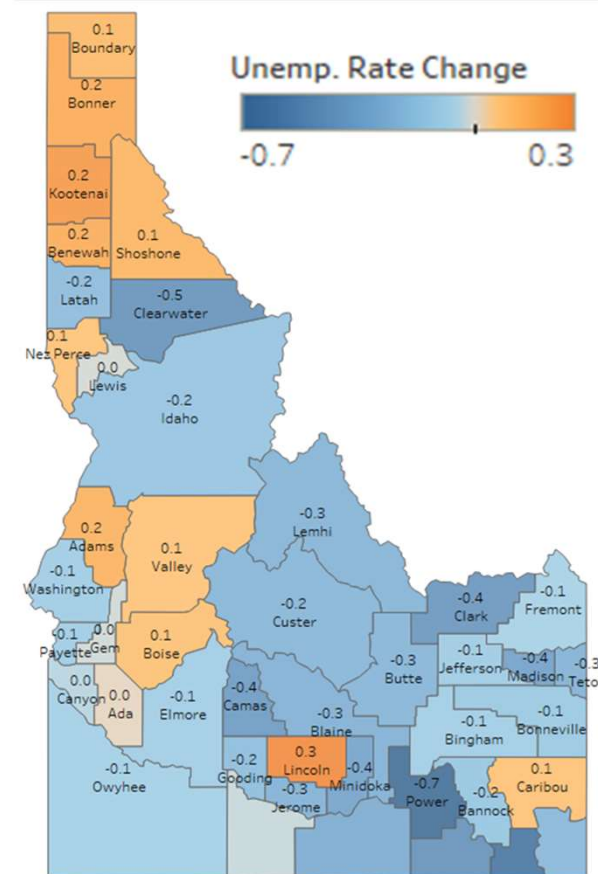 0.1
Boundary
Unemp. Rate Change
-0.7 0.3
0.2
Bonner
0.2
Kootenai
0.2
Benewah
0.1
Shoshone
-0.2
Latah
-0.5
Clearwater
0.1
Nez Perce
0.0
Lewis
-0.2
Idaho
0.2
Adams
0.1
Valley
-0.3
Lemhi
-0.1
Washington
-0.2
Custer
-0.4
Clark
-0.1
Fremont
-0.1
Payette
0.0
Gem
0.1
Boise
-0.3
Butte
-0.1
Jefferson
-0.4
Madison
-0.3
Teton
0.0
Canyon
0.0
Ada
-0.1
Elmore
-0.4
Camas
-0.3
Blaine
-0.1
Bingham
-0.1
Bonneville
-0.1
Owyhee
-0.2
Gooding
0.3
Lincoln
-0.4
Minidoka
-0.3
Jerome
-0.7
Power
-0.2
Bannock
0.1
Caribou